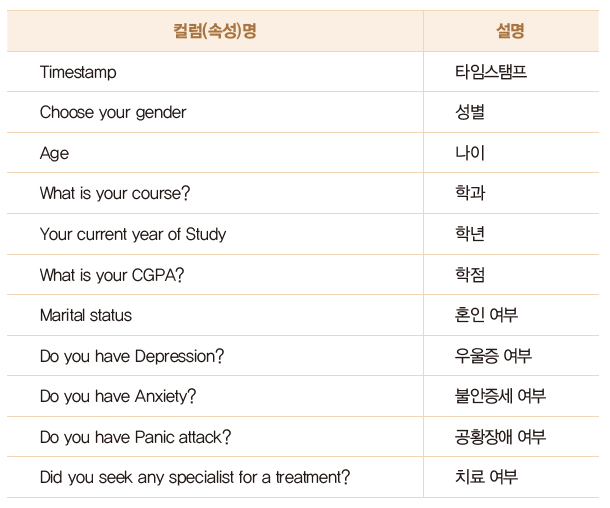 컬럼(속성)명 설명
Timestamp 타임스탬프
Choose your gender 성별
Age 나이
What is your course? 학과
Your current year of Study 학년
What is your CGPA? 학점
Marital status 혼인 여부
Do you have Depression? 우울증 여부
Do you have Anxiety? 불안증세 여부
Do you have Panic attack? 공황장애 여부
Did you seek any specialist for a treatment? 치료 여부